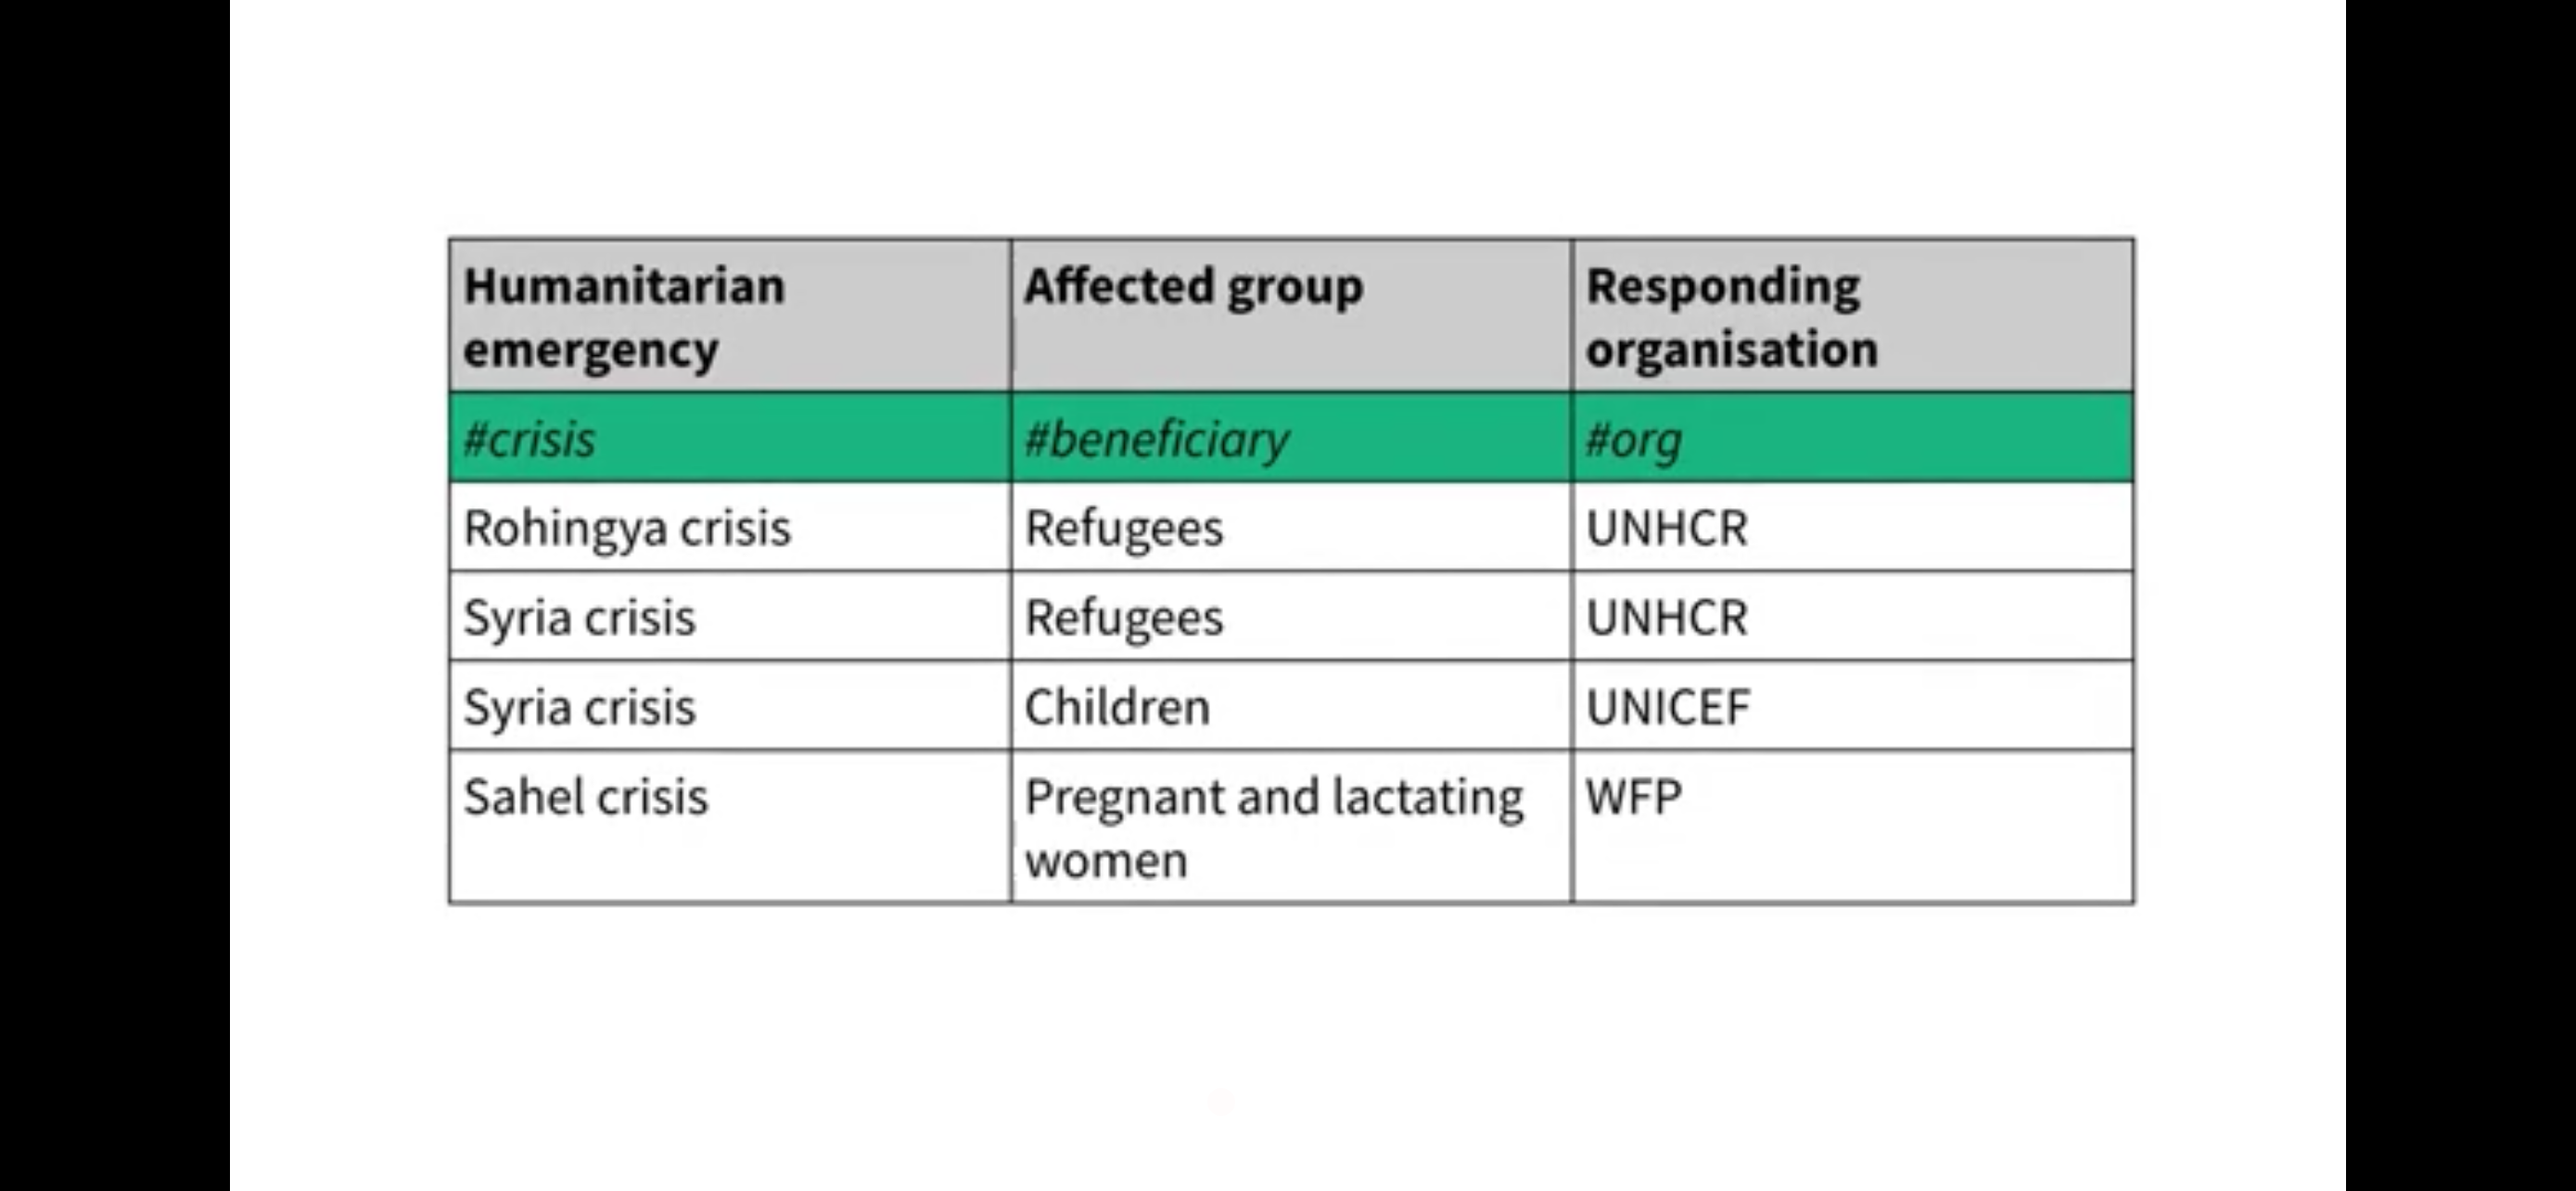 Humanitarian emergency | Affected group | Responding organisation
#crisis | #beneficiary | #org
Rohingya crisis | Refugees | UNHCR
Syria crisis | Refugees | UNHCR
Syria crisis | Children | UNICEF
Sahel crisis | Pregnant and lactating women | WFP